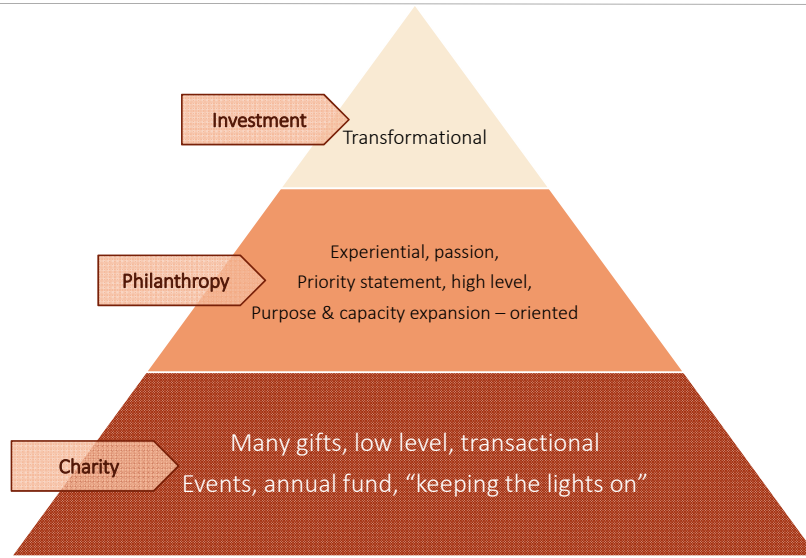 Investment
Transformational
Philanthropy
Experiential, passion,
Priority statement, high level,
Purpose & capacity expansion – oriented
Charity
Many gifts, low level, transactional
Events, annual fund, “keeping the lights on”